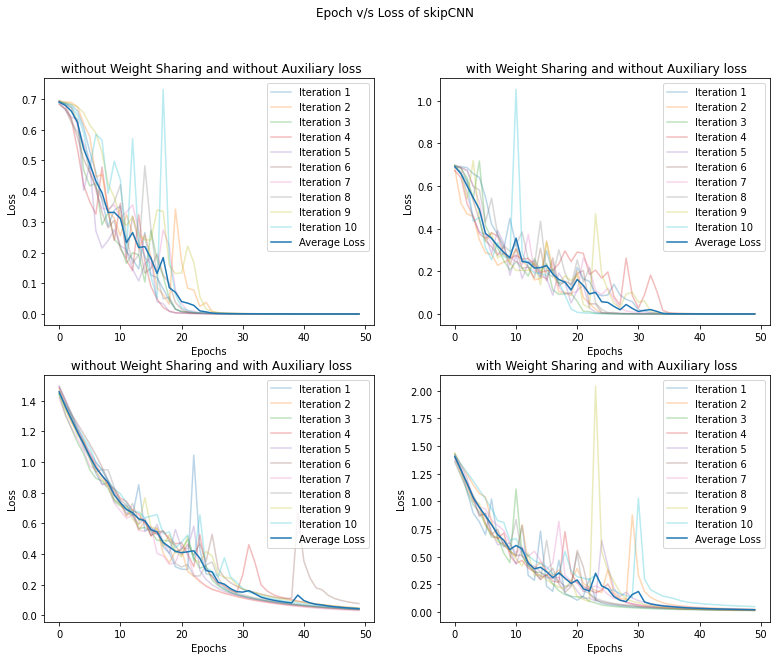 Epoch v/s Loss of skipCNN
without Weight Sharing and without Auxiliary loss
0.7
0.6
0.5
0.4
0.3
0.2
0.1
0.0
Loss
Iteration 1
Iteration 2
Iteration 3
Iteration 4
Iteration 5
Iteration 6
Iteration 7
Iteration 8
Iteration 9
Iteration 10
Average Loss
0 10 20 30 40 50
Epochs
with Weight Sharing and without Auxiliary loss
1.0
0.8
0.6
0.4
0.2
0.0
Loss
Iteration 1
Iteration 2
Iteration 3
Iteration 4
Iteration 5
Iteration 6
Iteration 7
Iteration 8
Iteration 9
Iteration 10
Average Loss
0 10 20 30 40 50
Epochs
without Weight Sharing and with Auxiliary loss
1.4
1.2
1.0
0.8
0.6
0.4
0.2
0.0
Loss
Iteration 1
Iteration 2
Iteration 3
Iteration 4
Iteration 5
Iteration 6
Iteration 7
Iteration 8
Iteration 9
Iteration 10
Average Loss
0 10 20 30 40 50
Epochs
with Weight Sharing and with Auxiliary loss
2.00
1.75
1.50
1.25
1.00
0.75
0.50
0.25
0.00
Loss
Iteration 1
Iteration 2
Iteration 3
Iteration 4
Iteration 5
Iteration 6
Iteration 7
Iteration 8
Iteration 9
Iteration 10
Average Loss
0 10 20 30 40 50
Epochs